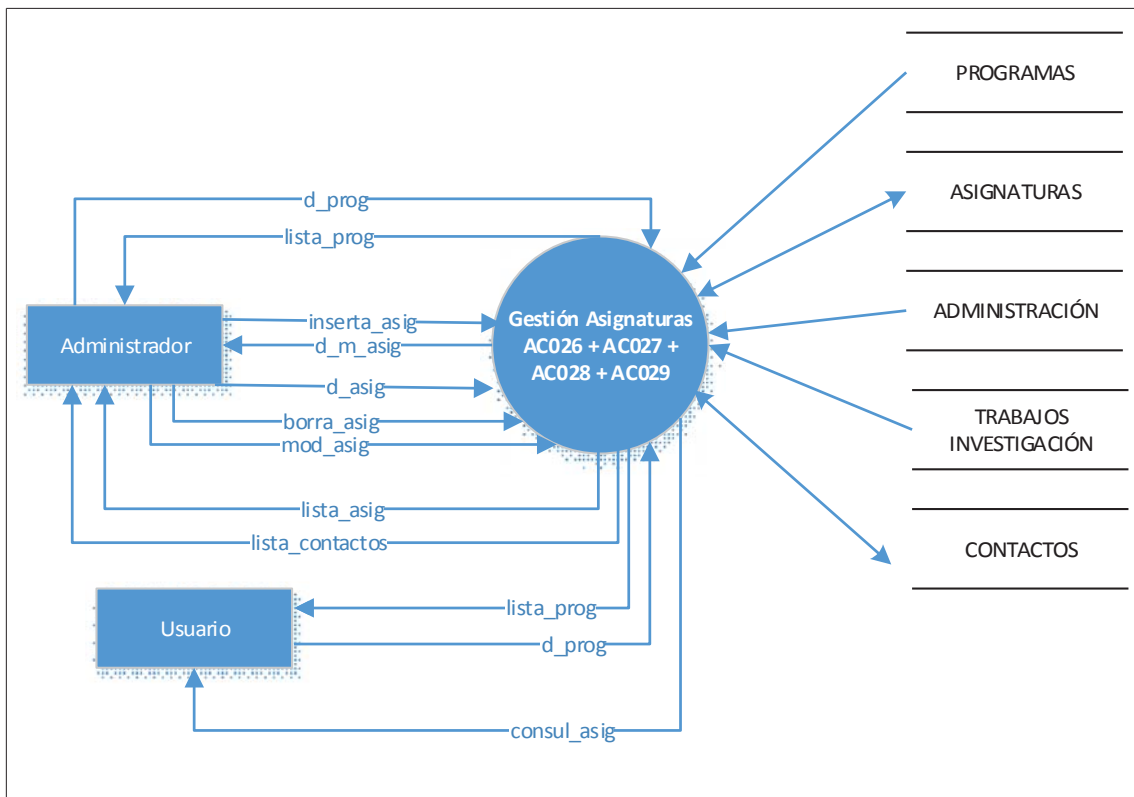 PROGRAMAS
ASIGNATURAS
d_prog
lista_prog
ADMINISTRACIÓN
Administrador
inserta_asig
d_m_asig
d_asig
borra_asig
mod_asig
Gestión Asignaturas
AC026 + AC027 +
AC028 + AC029
TRABAJOS
INVESTIGACIÓN
lista_asig
lista_contactos
CONTACTOS
Usuario
lista_prog
d_prog
consul_asig